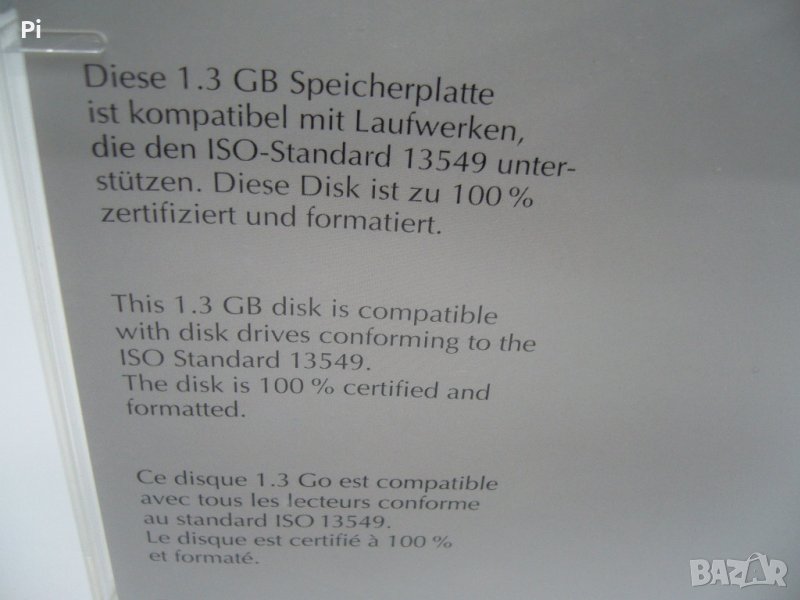 Pi
Diese 1.3 GB Speicherplatte
ist kompatibel mit Laufwerken,
die den ISO-Standard 13549 unter-
stützen. Diese Disk ist zu 100 %
zertifiziert und formatiert.
This 1.3 GB disk is compatible
with disk drives conforming to the
ISO Standard 13549.
The disk is 100 % certified and
formatted.
Ce disque 1.3 Go est compatible
avec tous les lecteurs conforme
au standard ISO 13549.
Le disque est certifié à 100 %
et formaté.
BAZAR